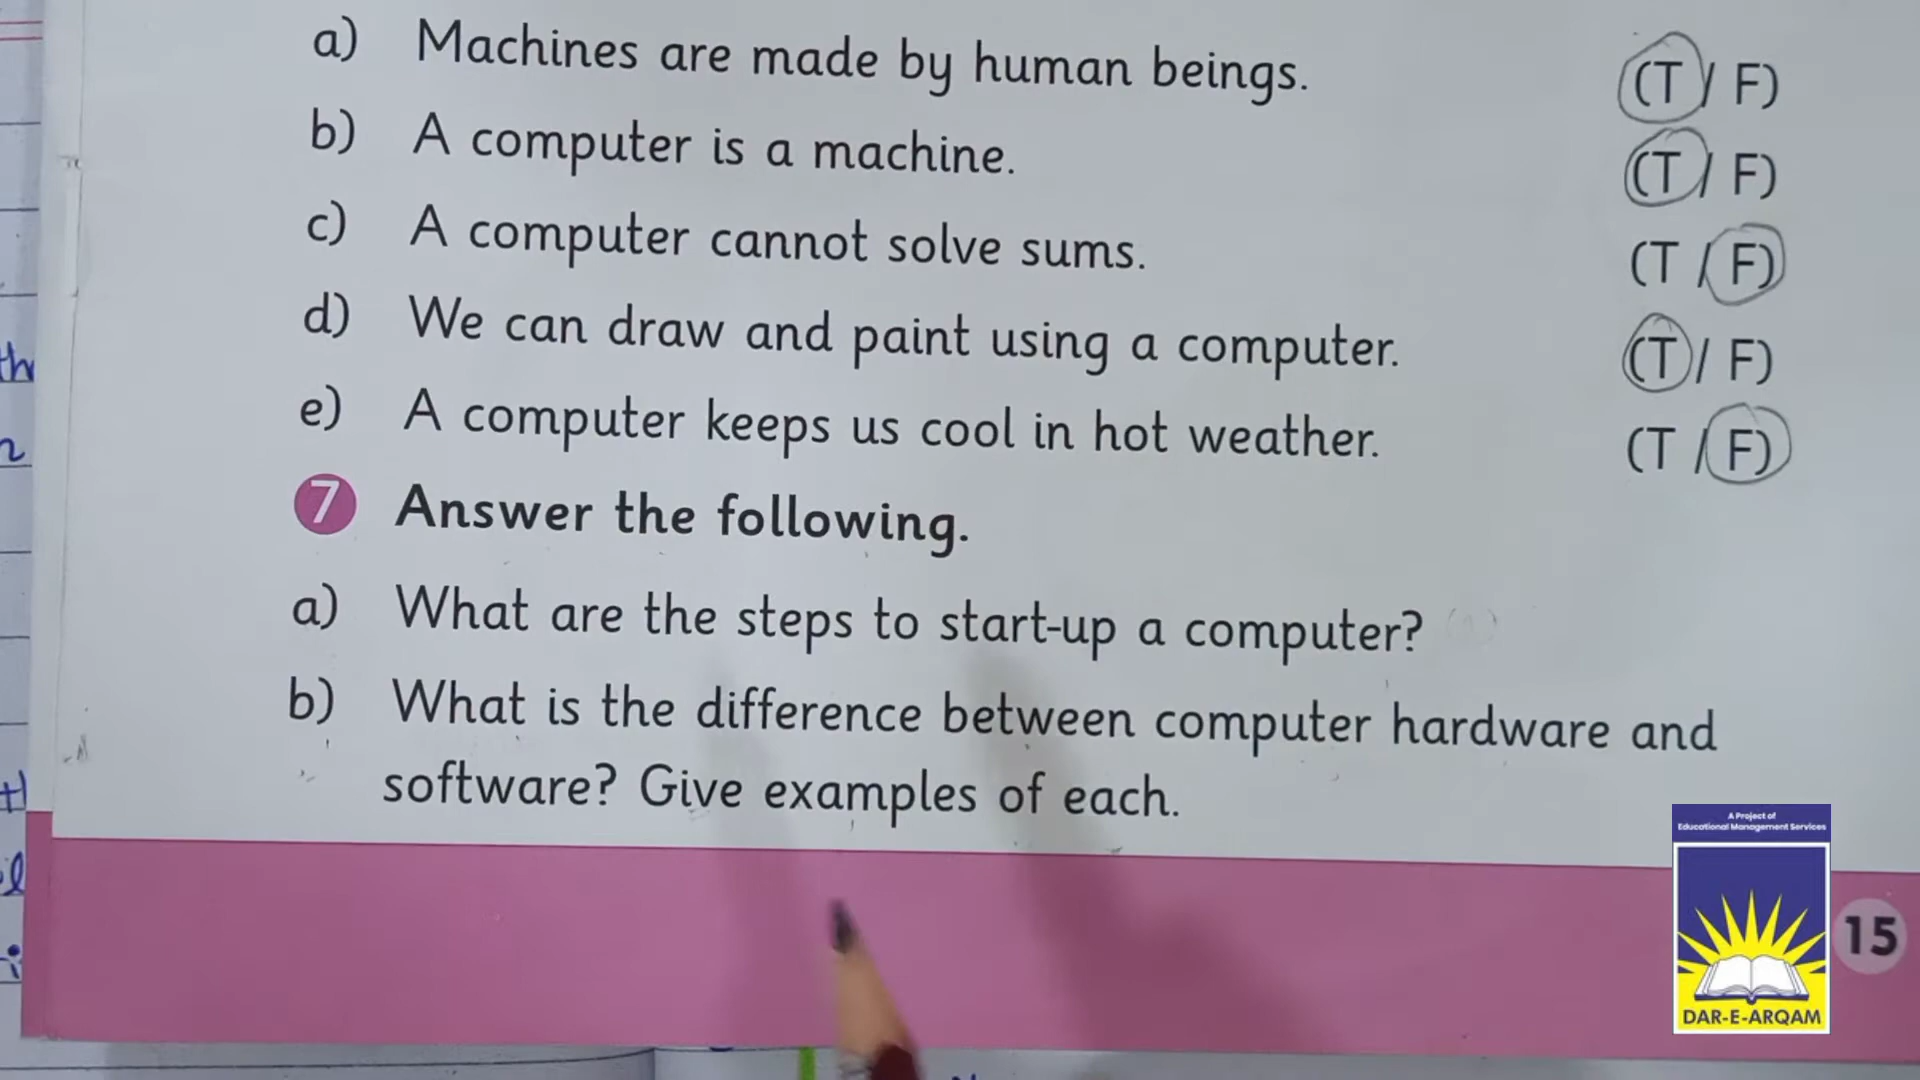 a) Machines are made by human beings. (T / F)
b) A computer is a machine. (T / F)
c) A computer cannot solve sums. (T / F)
d) We can draw and paint using a computer. (T / F)
e) A computer keeps us cool in hot weather. (T / F)
7 Answer the following.
a) What are the steps to start-up a computer?
b) What is the difference between computer hardware and
software? Give examples of each.
A Project of
Educational Management Services
DAR-E-ARQAM
15